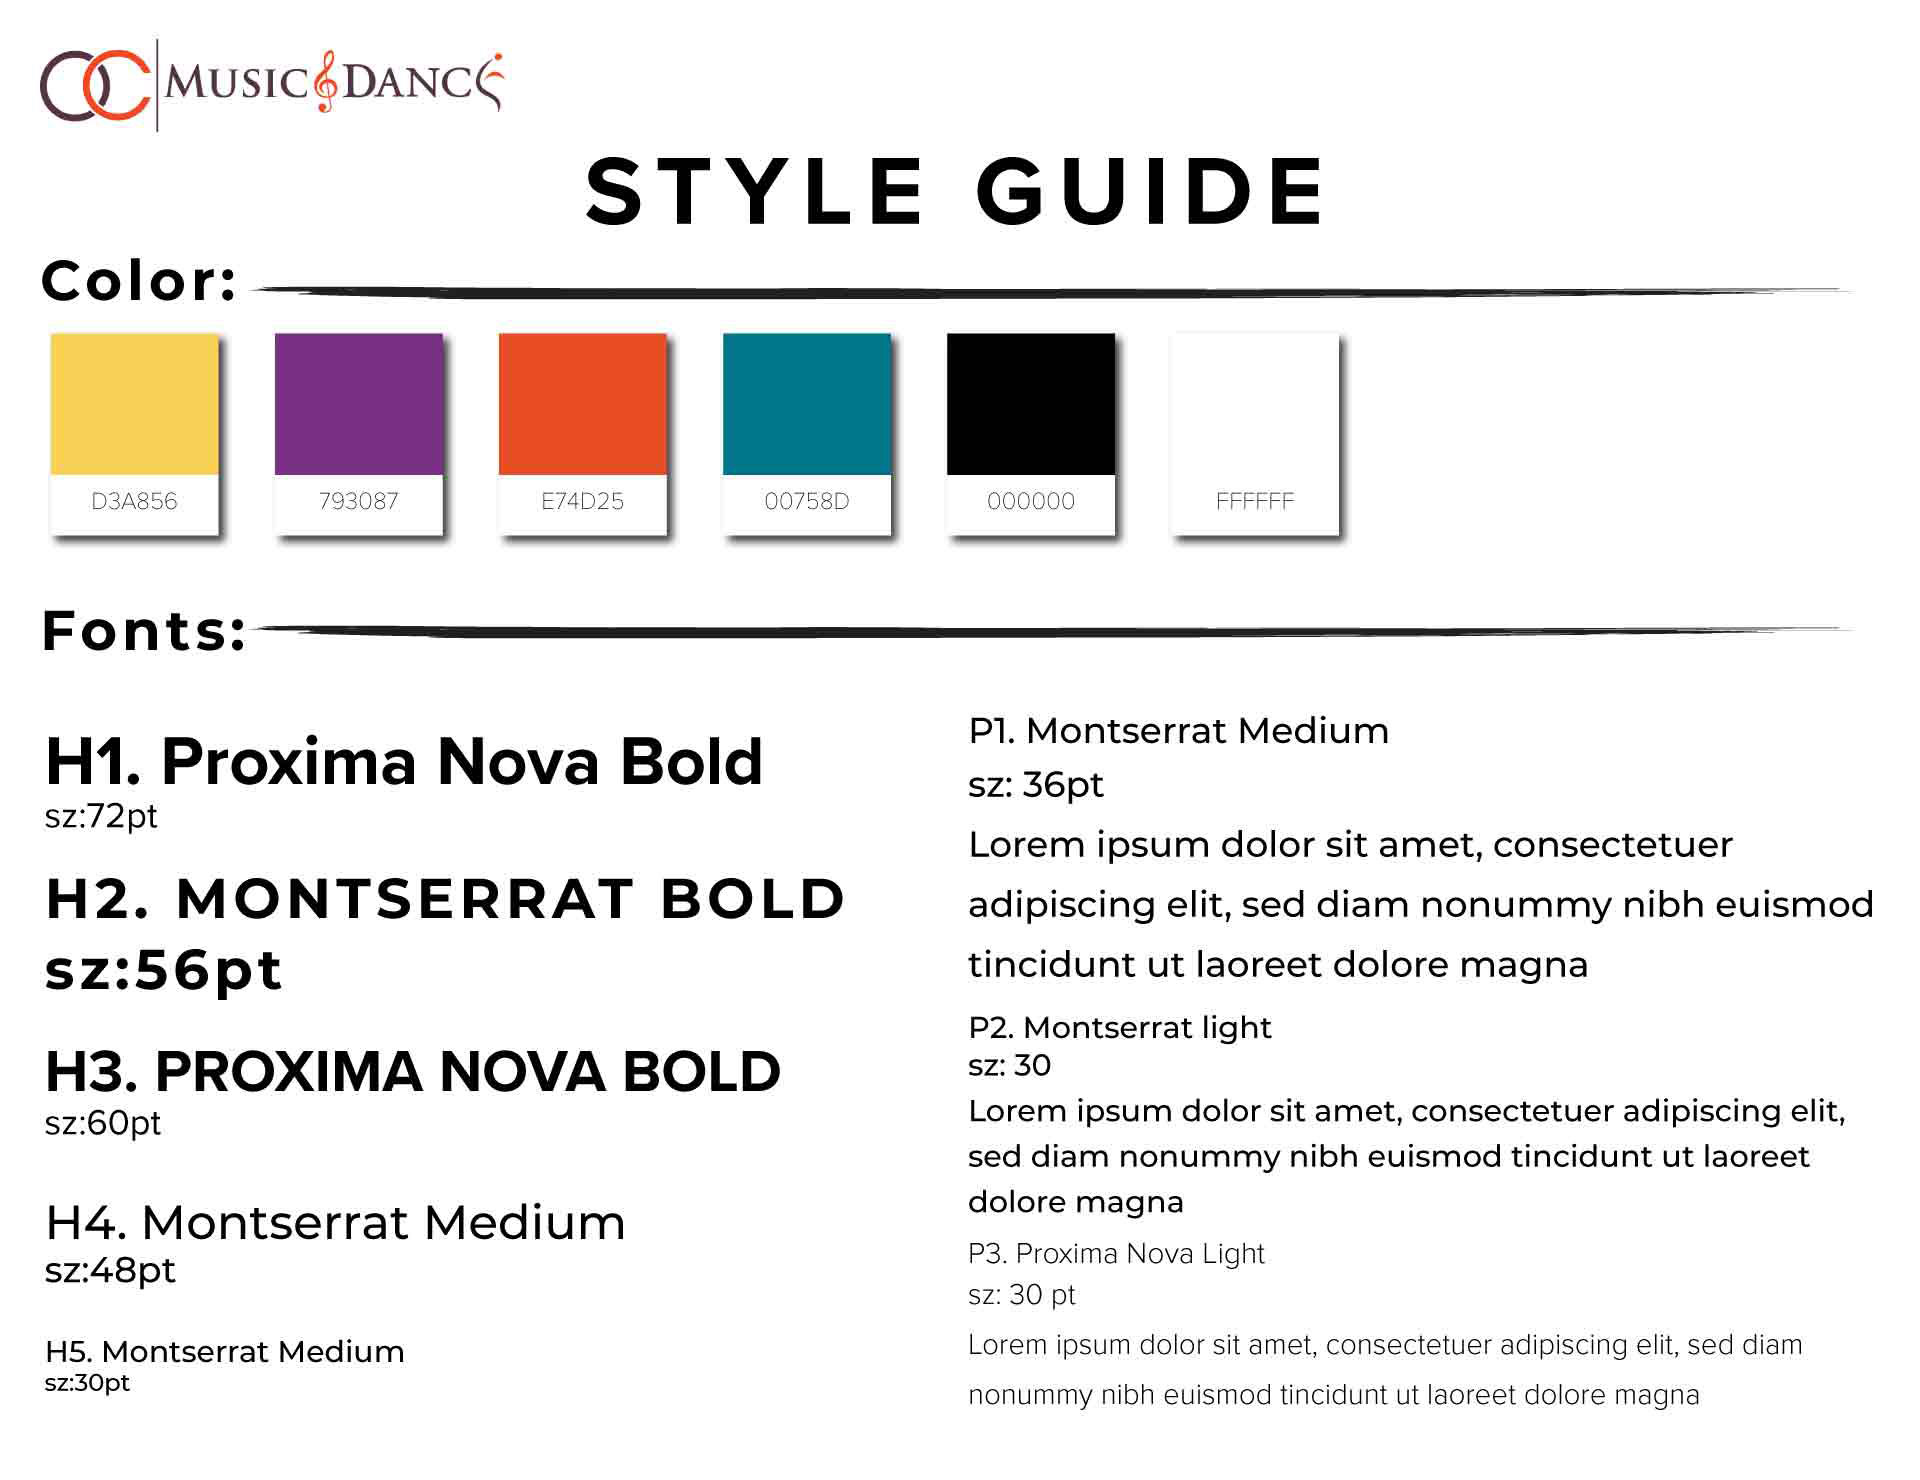 OC MUSIC & DANCE
STYLE GUIDE
Color:
D3A856
793087
E74D25
00758D
000000
FFFFFF
Fonts:
H1. Proxima Nova Bold
sz:72pt
H2. MONTSERRAT BOLD
sz:56pt
H3. PROXIMA NOVA BOLD
sz:60pt
H4. Montserrat Medium
sz:48pt
H5. Montserrat Medium
sz:30pt
P1. Montserrat Medium
sz: 36pt
Lorem ipsum dolor sit amet, consectetuer
adipiscing elit, sed diam nonummy nibh euismod
tincidunt ut laoreet dolore magna
P2. Montserrat light
sz: 30
Lorem ipsum dolor sit amet, consectetuer adipiscing elit,
sed diam nonummy nibh euismod tincidunt ut laoreet
dolore magna
P3. Proxima Nova Light
sz: 30 pt
Lorem ipsum dolor sit amet, consectetuer adipiscing elit, sed diam
nonummy nibh euismod tincidunt ut laoreet dolore magna